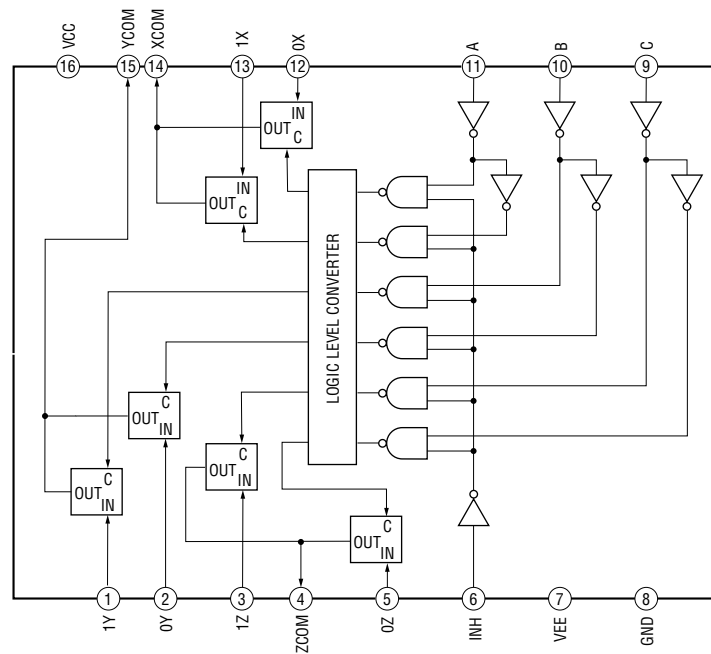 VCC
YCOM
XCOM
1X
0X
A
B
C
16
15
14
13
12
11
10
9
IN
OUT
C
IN
OUT
C
LOGIC LEVEL CONVERTER
C
OUT
IN
C
OUT
IN
C
OUT
IN
C
OUT
IN
1
2
3
4
5
6
7
8
1Y
0Y
1Z
ZCOM
0Z
INH
VEE
GND